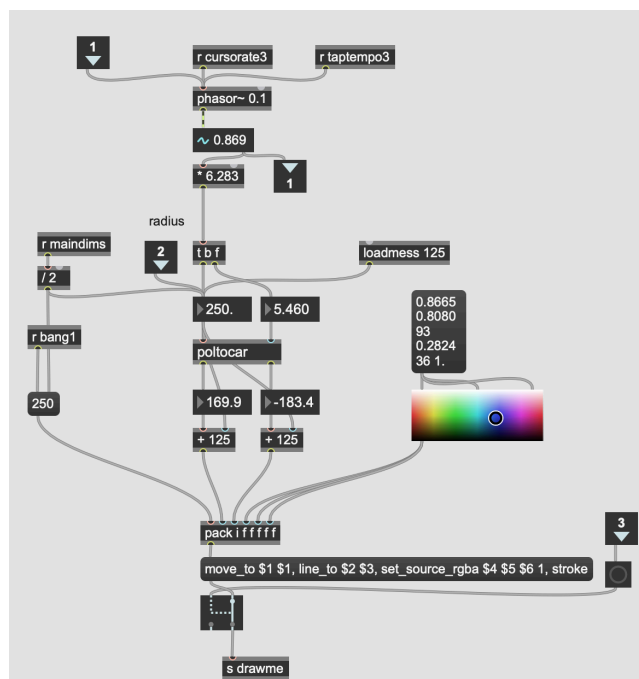 1
r cursorate3
r taptempo3
phasor~ 0.1
0.869
* 6.283
1
radius
r maindims
2
t b f
loadmess 125
/ 2
250.
5.460
0.8665
0.8080
93
0.2824
36 1.
r bang1
poltocar
250
169.9
-183.4
+ 125
+ 125
pack i f f f f f
3
move_to $1 $1, line_to $2 $3, set_source_rgba $4 $5 $6 1, stroke
s drawme